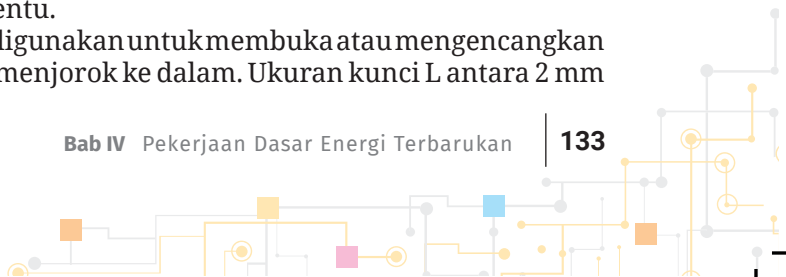 entu.
digunakan untuk membuka atau mengencangkan
menjorok ke dalam. Ukuran kunci L antara 2 mm
Bab IV Pekerjaan Dasar Energi Terbarukan 133